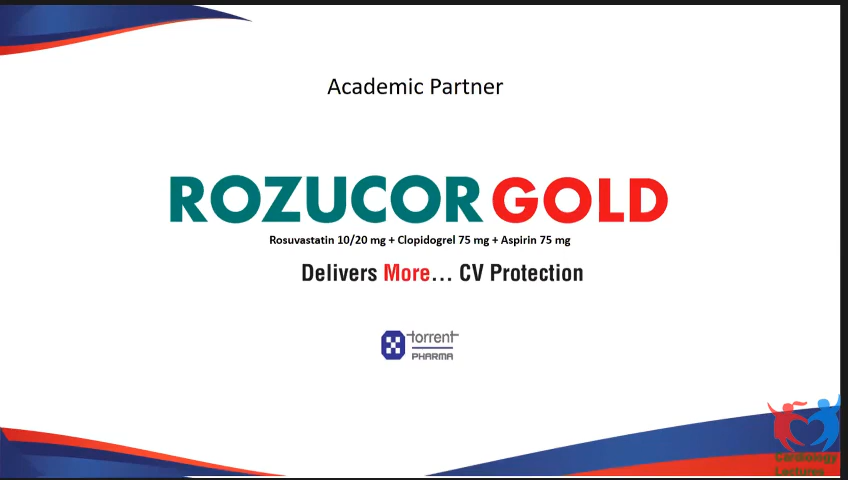 Academic Partner
ROZUCOR GOLD
Rosuvastatin 10/20 mg + Clopidogrel 75 mg + Aspirin 75 mg
Delivers More... CV Protection
torrent
PHARMA
Cardiology
Lectures